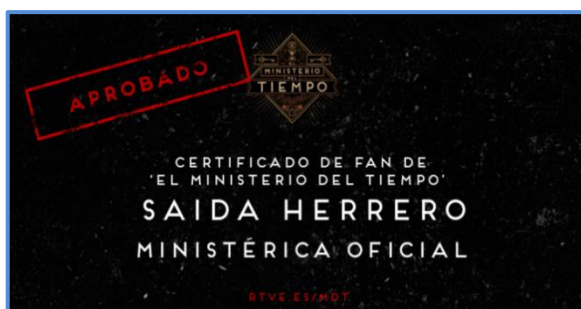 APROBADO
MINISTERIO
DEL
TIEMPO
CERTIFICADO DE FAN DE
'EL MINISTERIO DEL TIEMPO'
SAIDA HERRERO
MINISTÉRICA OFICIAL
RTVE.ES/MDT